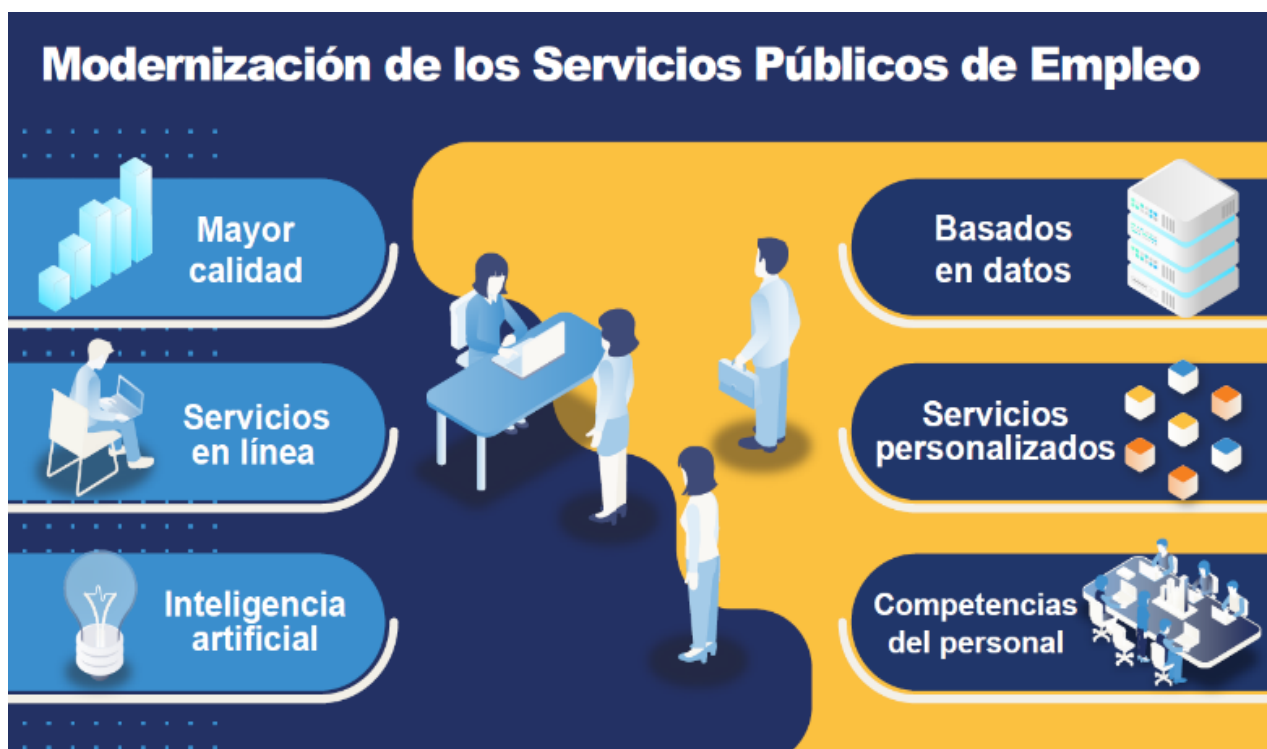 Modernización de los Servicios Públicos de Empleo
Mayor
calidad
Servicios
en línea
Inteligencia
artificial
Basados
en datos
Servicios
personalizados
Competencias
del personal